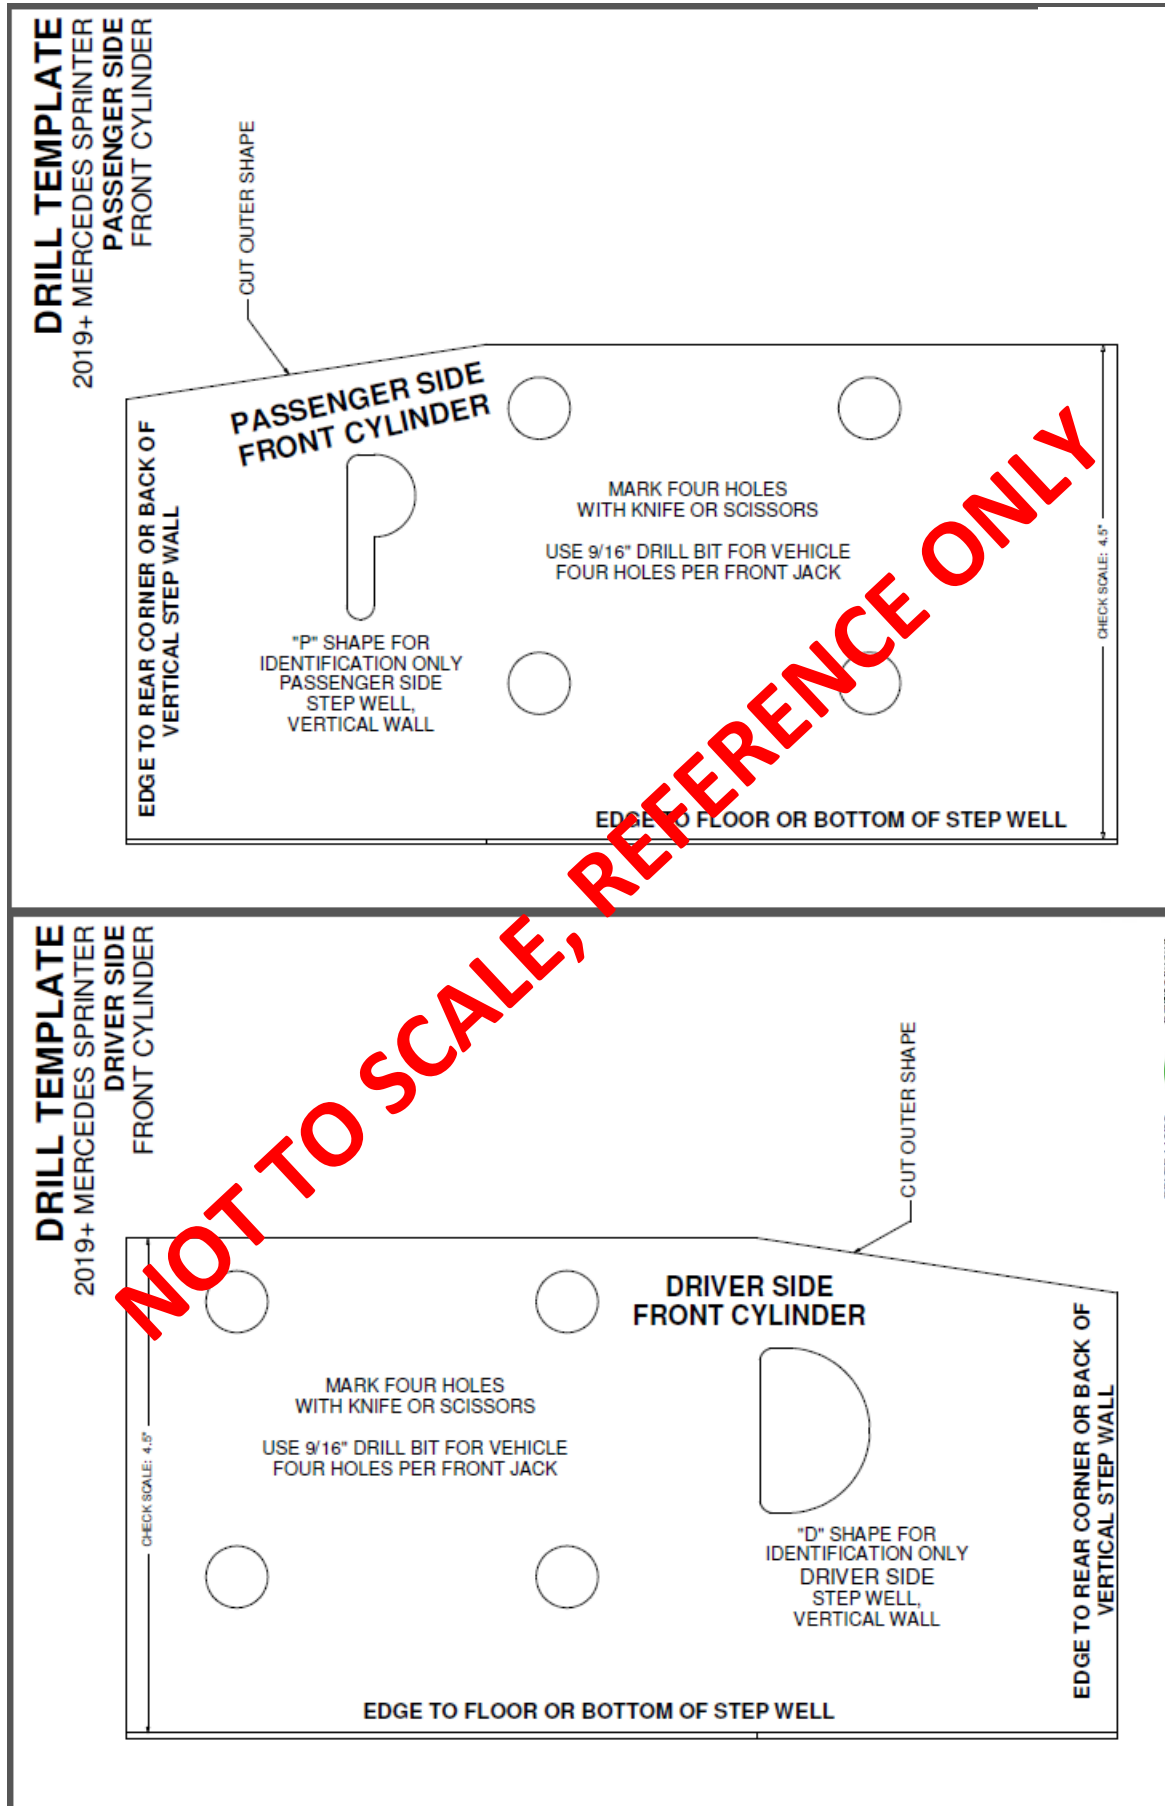 DRILL TEMPLATE
2019+ MERCEDES SPRINTER
PASSENGER SIDE
FRONT CYLINDER
CUT OUTER SHAPE
PASSENGER SIDE
FRONT CYLINDER
EDGE TO REAR CORNER OR BACK OF
VERTICAL STEP WALL
MARK FOUR HOLES
WITH KNIFE OR SCISSORS
USE 9/16" DRILL BIT FOR VEHICLE
FOUR HOLES PER FRONT JACK
"P" SHAPE FOR
IDENTIFICATION ONLY
PASSENGER SIDE
STEP WELL,
VERTICAL WALL
CHECK SCALE: 4.5"
EDGE TO FLOOR OR BOTTOM OF STEP WELL
NOT TO SCALE, REFERENCE ONLY
DRILL TEMPLATE
2019+ MERCEDES SPRINTER
DRIVER SIDE
FRONT CYLINDER
CUT OUTER SHAPE
DRIVER SIDE
FRONT CYLINDER
MARK FOUR HOLES
WITH KNIFE OR SCISSORS
USE 9/16" DRILL BIT FOR VEHICLE
FOUR HOLES PER FRONT JACK
CHECK SCALE: 4.5"
"D" SHAPE FOR
IDENTIFICATION ONLY
DRIVER SIDE
STEP WELL,
VERTICAL WALL
EDGE TO REAR CORNER OR BACK OF
VERTICAL STEP WALL
EDGE TO FLOOR OR BOTTOM OF STEP WELL